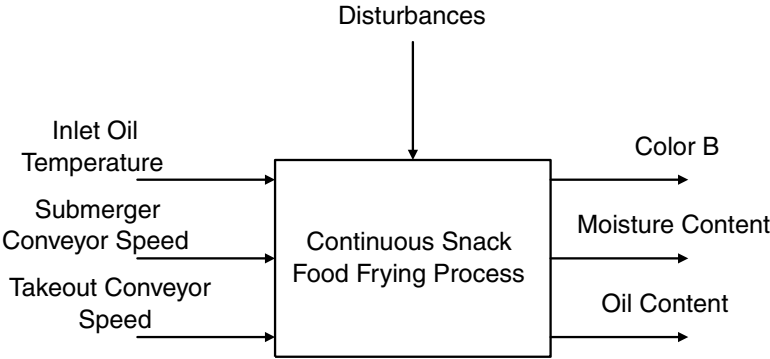 Disturbances
Inlet Oil
Temperature
Color B
Submerger
Conveyor Speed
Moisture Content
Continuous Snack
Food Frying Process
Takeout Conveyor
Speed
Oil Content